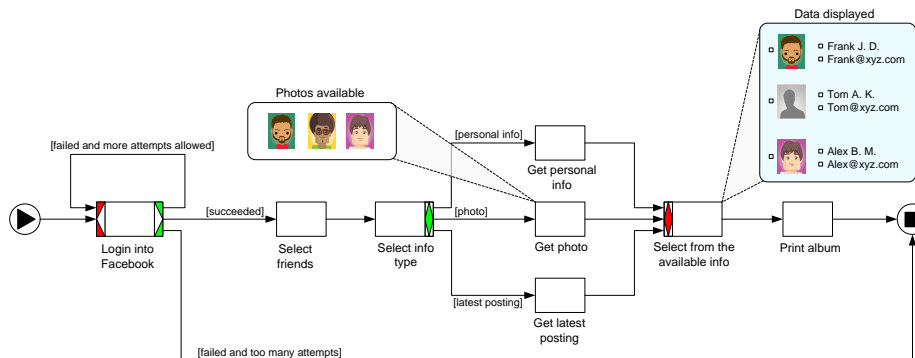 Data displayed
Frank J. D.
Frank@xyz.com
Tom A. K.
Tom@xyz.com
Alex B. M.
Alex@xyz.com
Photos available
[failed and more attempts allowed]
[personal info]
Get personal
info
[succeeded]
[photo]
Login into
Facebook
Select
friends
Select info
type
Get photo
Select from the
available info
Print album
[latest posting]
Get latest
posting
[failed and too many attempts]